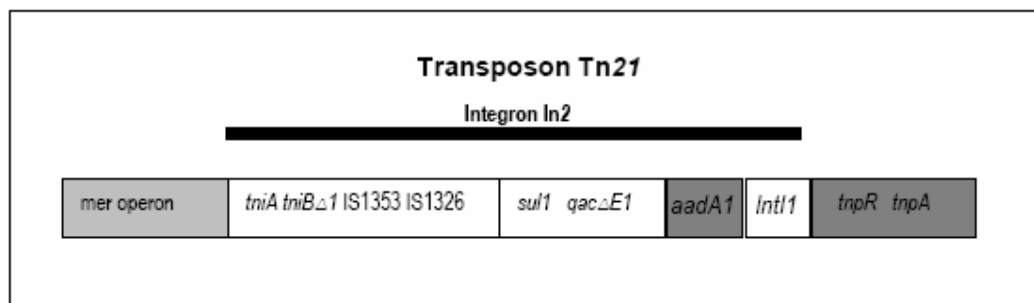 Transposon Tn21
Integron In2
mer operon tniA tniB△1 IS1353 IS1326 sul1 qac△E1 aadA1 IntI1 tnpR tnpA